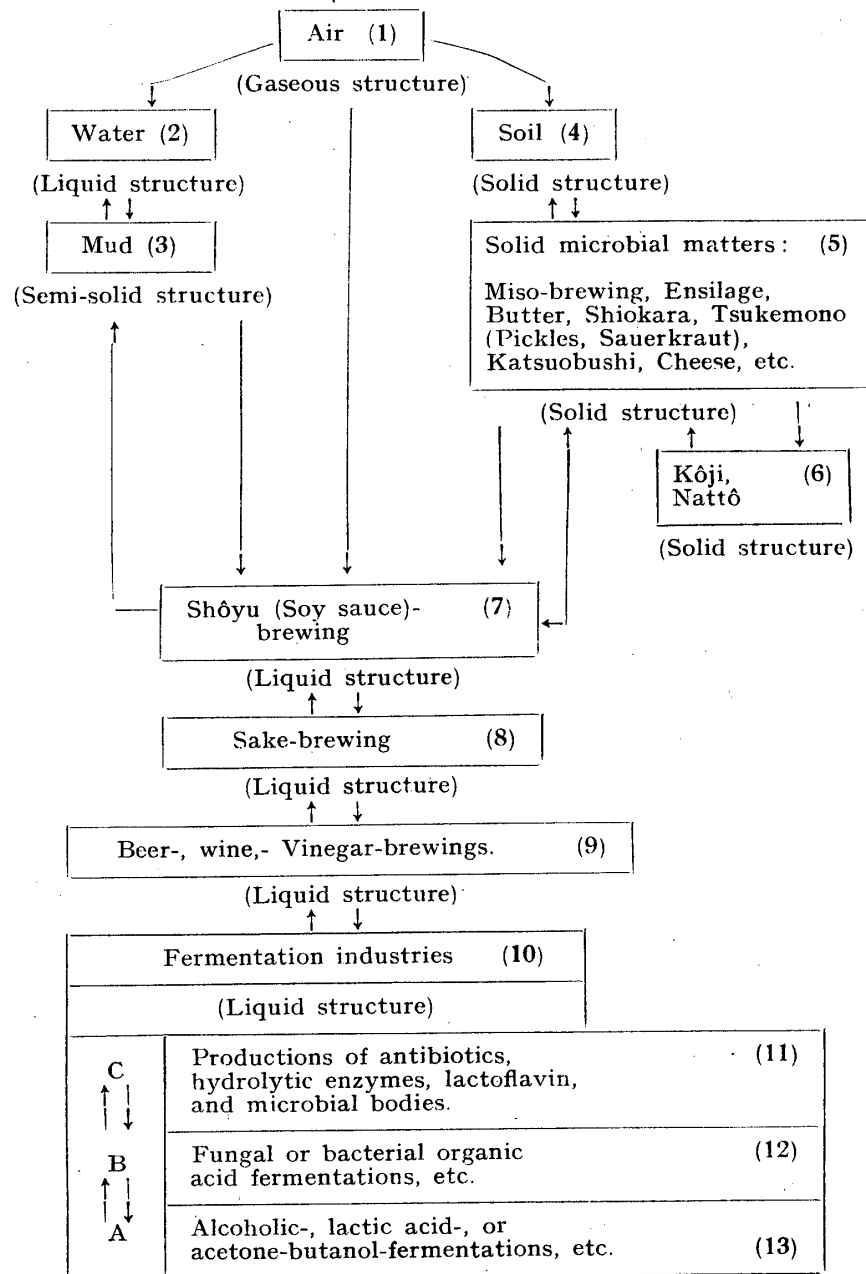 Air (1)
(Gaseous structure)
Water (2)
Soil (4)
(Liquid structure)
(Solid structure)
Mud (3)
(Semi-solid structure)
Solid microbial matters : (5)
Miso-brewing, Ensilage,
Butter, Shiokara, Tsukemono
(Pickles, Sauerkraut),
Katsuobushi, Cheese, etc.
(Solid structure)
Kôji, (6)
Nattô
(Solid structure)
Shôyu (Soy sauce)- (7)
brewing
(Liquid structure)
Sake-brewing (8)
(Liquid structure)
Beer-, wine,- Vinegar-brewings. (9)
(Liquid structure)
Fermentation industries (10)
(Liquid structure)
C
Productions of antibiotics, (11)
hydrolytic enzymes, lactoflavin,
and microbial bodies.
B
Fungal or bacterial organic (12)
acid fermentations, etc.
A
Alcoholic-, lactic acid-, or
acetone-butanol-fermentations, etc. (13)